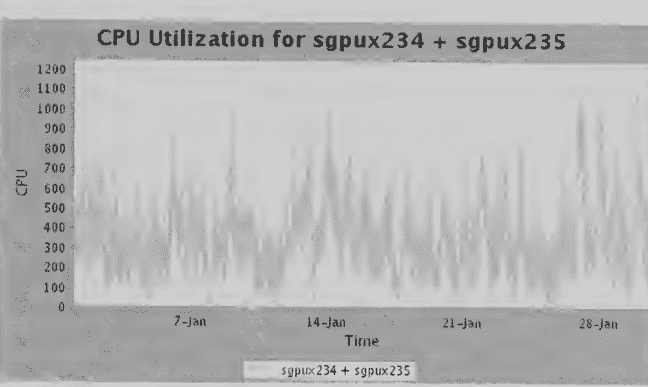 CPU Utilization for sgpux234 + sgpux235
1200
1100
1000
900
800
700
600
500
400
300
200
100
0
CPU
7-Jan
14-Jan
21-Jan
28-Jan
Time
sgpux234 + sgpux235